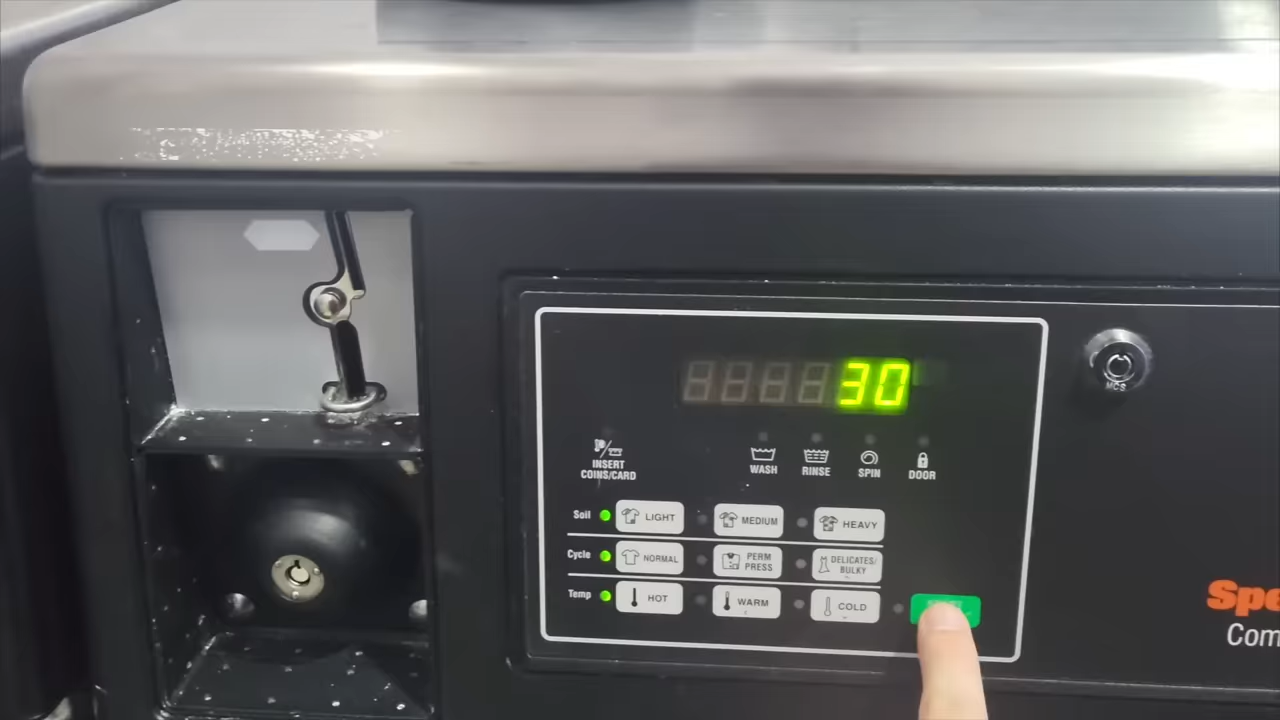 30
MCS
INSERT
COINS/CARD
WASH
RINSE
SPIN
DOOR
Soil
LIGHT
MEDIUM
HEAVY
Cycle
NORMAL
PERM
PRESS
DELICATES/
BULKY
Temp
HOT
WARM
COLD
Spe
Com